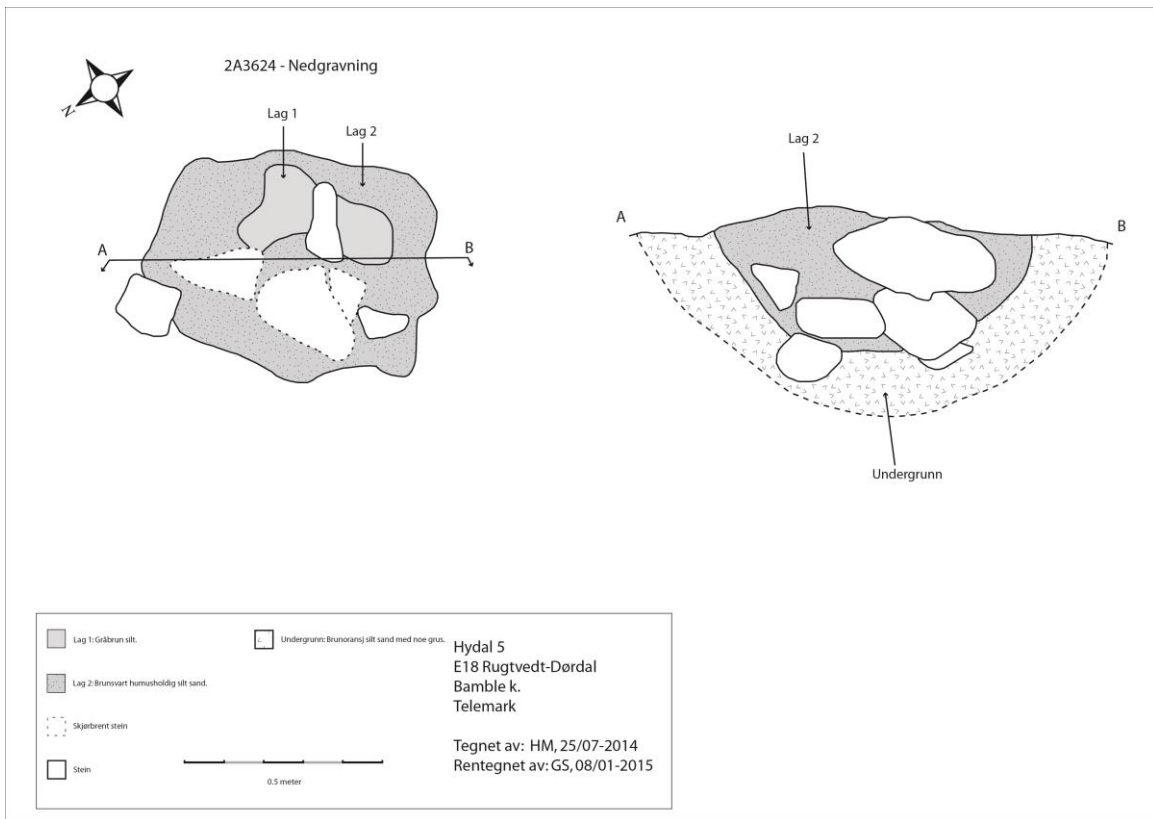 2A3624 - Nedgravning
N
Lag 1
Lag 2
A
B
Lag 2
A
B
Undergrunn
Lag 1: Gråbrun silt.
Undergrunn: Brunoransj silt sand med noe grus.
Lag 2: Brunsvart humusholdig silt sand.
Skjørbrent stein
Stein
0.5 meter
Hydal 5
E18 Rugtvedt-Dørdal
Bamble k.
Telemark
Tegnet av: HM, 25/07-2014
Rentegnet av: GS, 08/01-2015